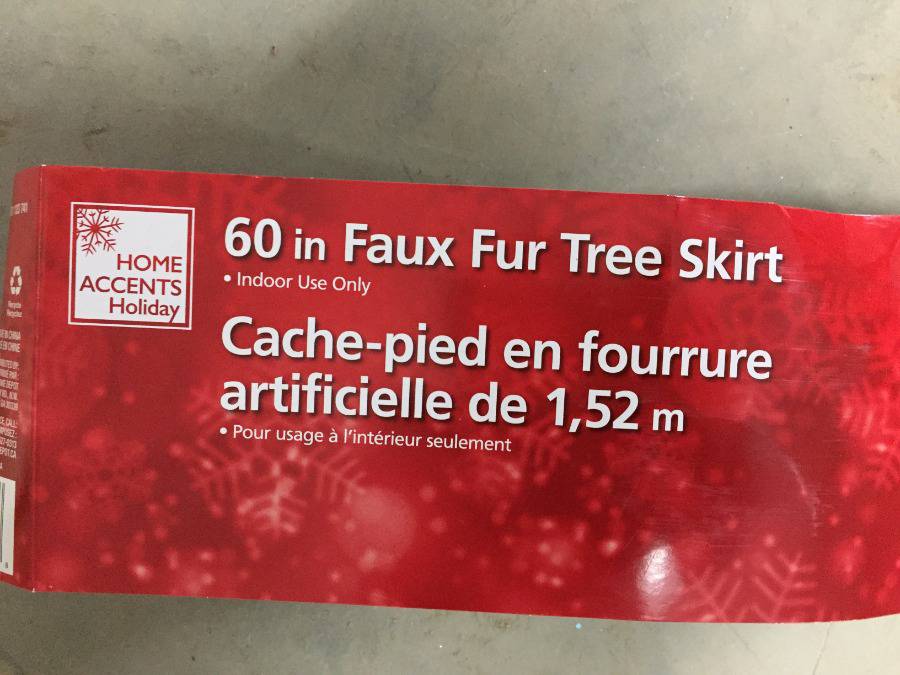 HOME
ACCENTS
Holiday
60 in Faux Fur Tree Skirt
• Indoor Use Only
Cache-pied en fourrure
artificielle de 1,52 m
• Pour usage à l'intérieur seulement